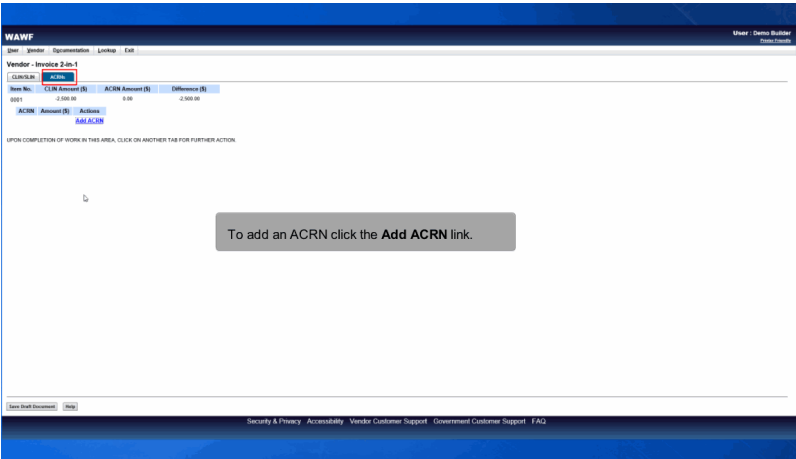 WAWF
User : Demo Builder
Printer Friendly
User Vendor Documentation Lookup Exit
Vendor - Invoice 2-in-1
CLIN/SLIN ACRNs
Item No. CLIN Amount ($) ACRN Amount ($) Difference ($)
0001 -2,500.00 0.00 -2,500.00
ACRN Amount ($) Actions
Add ACRN
UPON COMPLETION OF WORK IN THIS AREA, CLICK ON ANOTHER TAB FOR FURTHER ACTION
To add an ACRN click the Add ACRN link.
Save Draft Document Help
Security & Privacy Accessibility Vendor Customer Support Government Customer Support FAQ